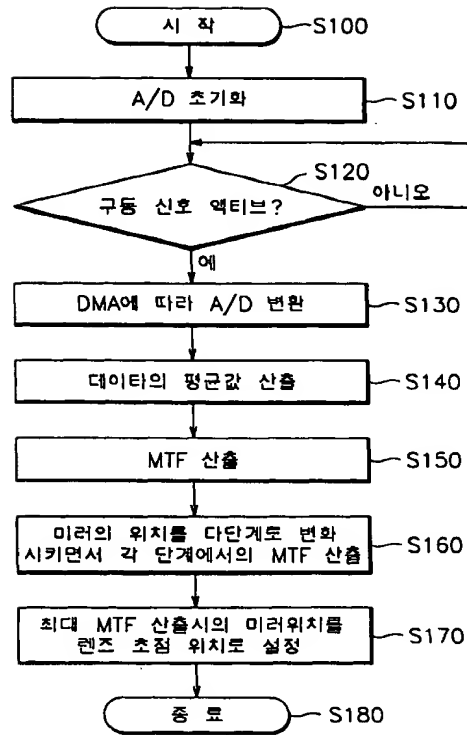 시 작
S100
A/D 초기화
S110
S120
구동 신호 액티브?
아니오
예
DMA에 따라 A/D 변환
S130
데이타의 평균값 산출
S140
MTF 산출
S150
미러의 위치를 다단계로 변화
시키면서 각 단계에서의 MTF 산출
S160
최대 MTF 산출시의 미러위치를
렌즈 초점 위치로 설정
S170
종 료
S180